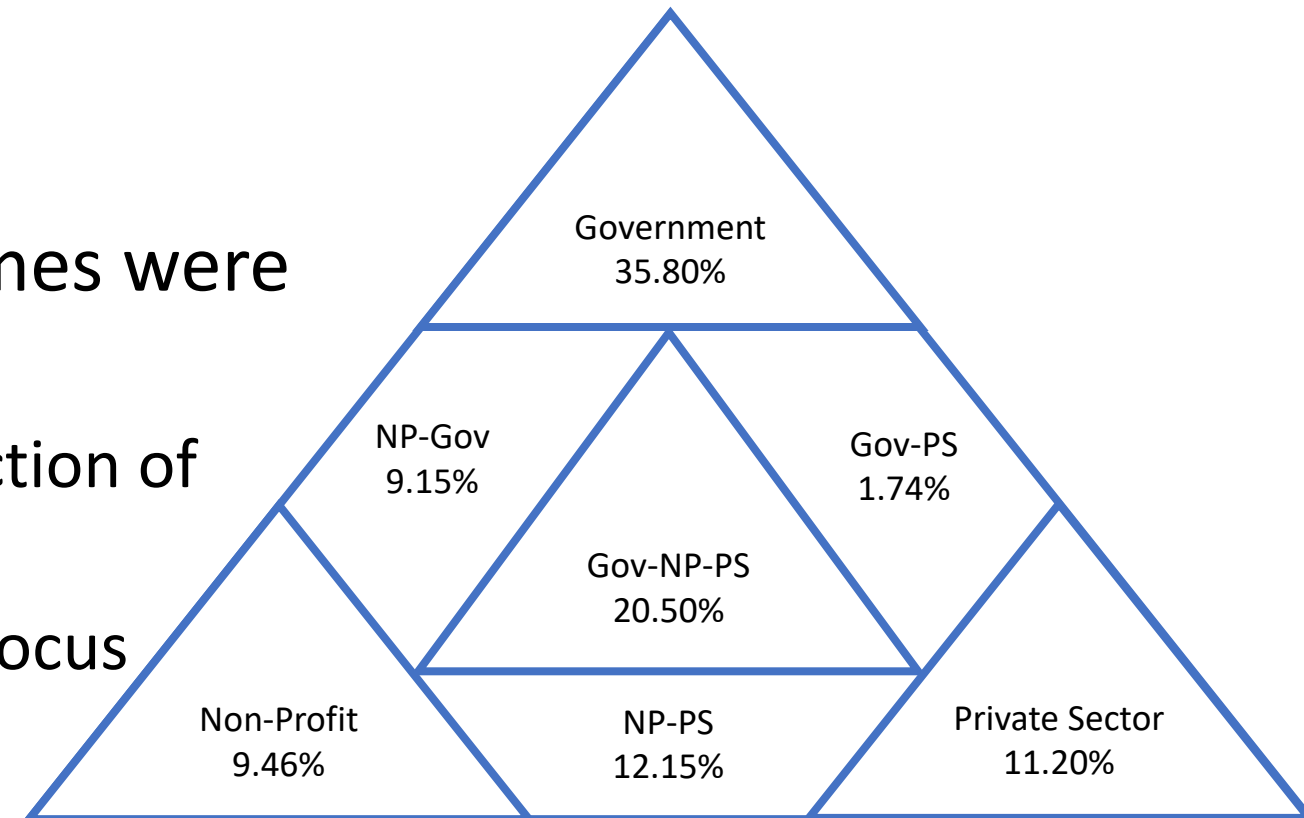 Government
35.80%
mes were
NP-Gov
9.15%
Gov-PS
1.74%
ction of
Gov-NP-PS
20.50%
ocus
Non-Profit
9.46%
NP-PS
12.15%
Private Sector
11.20%